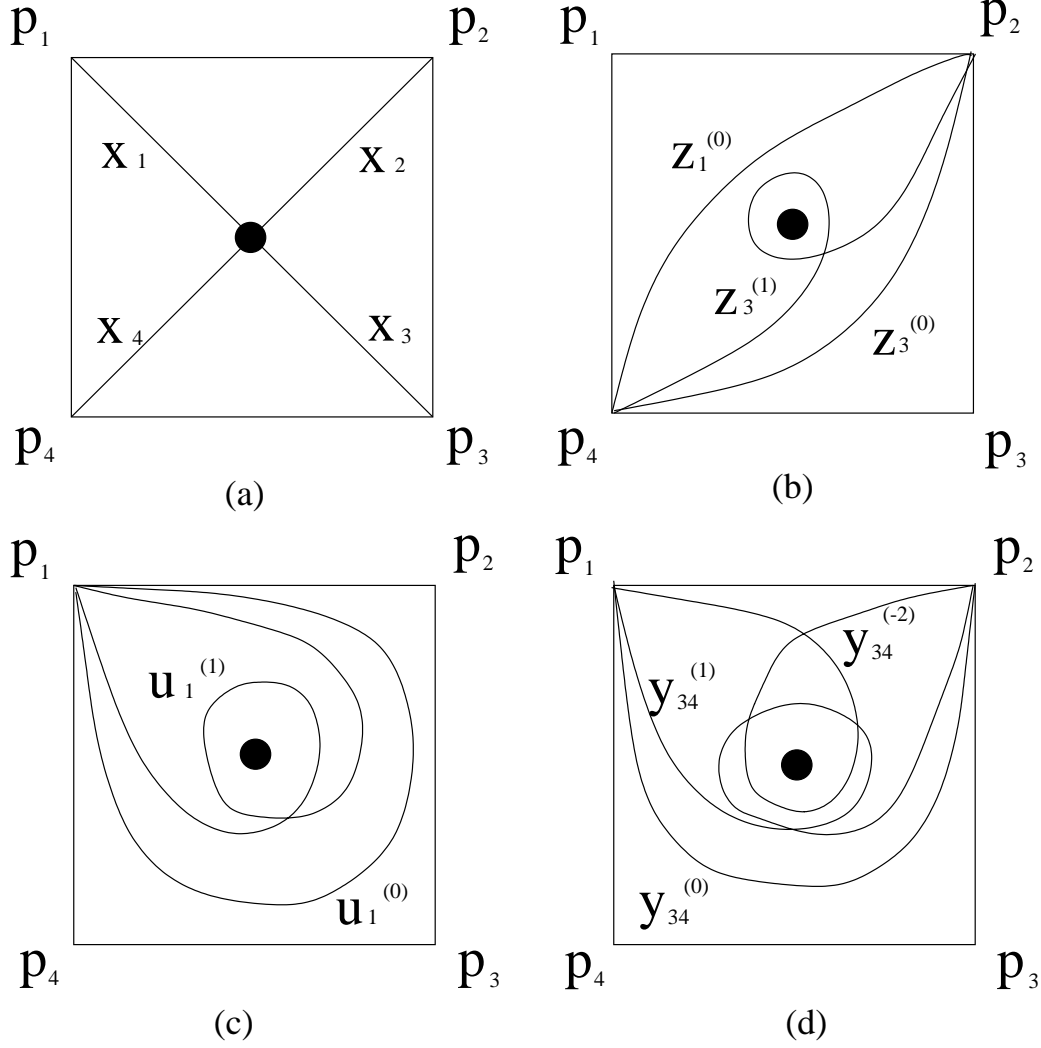 p₁ p₂
x₁ x₂
x₄ x₃
p₄ p₃
(a)
p₁ p₂
z₁⁽⁰⁾
z₃⁽¹⁾
z₃⁽⁰⁾
p₄ p₃
(b)
p₁ p₂
u₁⁽¹⁾
u₁⁽⁰⁾
p₄ p₃
(c)
p₁ p₂
y₃₄⁽⁻²⁾
y₃₄⁽¹⁾
y₃₄⁽⁰⁾
p₄ p₃
(d)